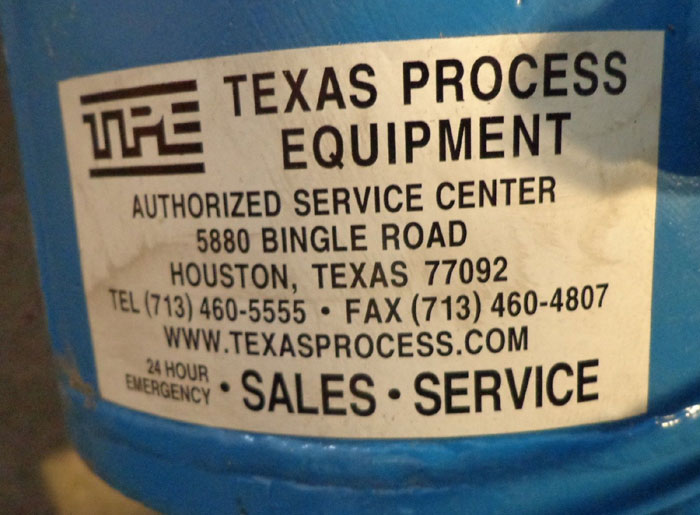 TPE TEXAS PROCESS
EQUIPMENT
AUTHORIZED SERVICE CENTER
5880 BINGLE ROAD
HOUSTON, TEXAS 77092
TEL (713) 460-5555 • FAX (713) 460-4807
WWW.TEXASPROCESS.COM
24 HOUR
EMERGENCY • SALES • SERVICE